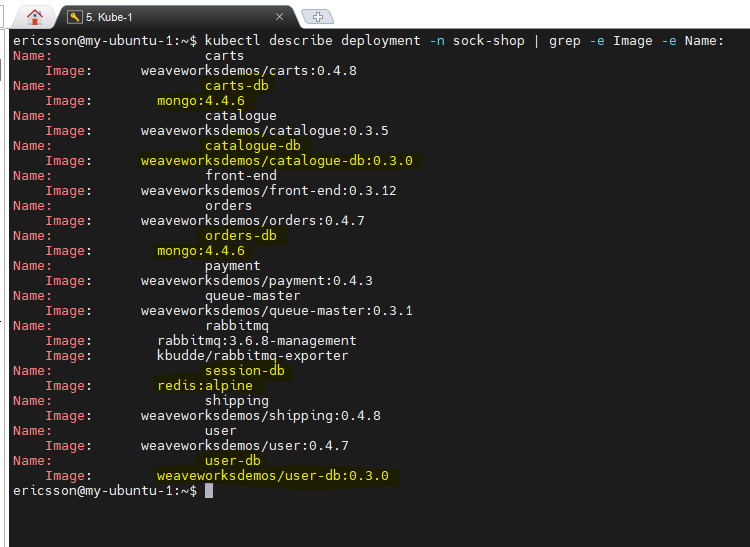 5. Kube-1
ericsson@my-ubuntu-1:~$ kubectl describe deployment -n sock-shop | grep -e Image -e Name:
Name: carts
Image: weaveworksdemos/carts:0.4.8
Name: carts-db
Image: mongo:4.4.6
Name: catalogue
Image: weaveworksdemos/catalogue:0.3.5
Name: catalogue-db
Image: weaveworksdemos/catalogue-db:0.3.0
Name: front-end
Image: weaveworksdemos/front-end:0.3.12
Name: orders
Image: weaveworksdemos/orders:0.4.7
Name: orders-db
Image: mongo:4.4.6
Name: payment
Image: weaveworksdemos/payment:0.4.3
Name: queue-master
Image: weaveworksdemos/queue-master:0.3.1
Name: rabbitmq
Image: rabbitmq:3.6.8-management
Image: kbudde/rabbitmq-exporter
Name: session-db
Image: redis:alpine
Name: shipping
Image: weaveworksdemos/shipping:0.4.8
Name: user
Image: weaveworksdemos/user:0.4.7
Name: user-db
Image: weaveworksdemos/user-db:0.3.0
ericsson@my-ubuntu-1:~$